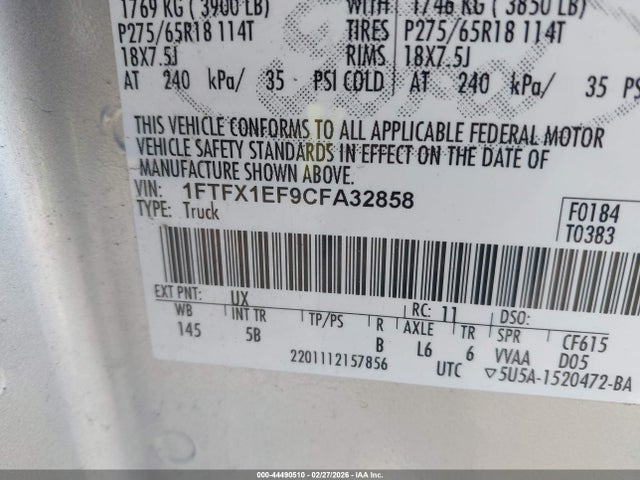 1769 KG ( 3900 LB) WITH 1746 KG ( 3850 LB)
P275/65R18 114T TIRES P275/65R18 114T
18X7.5J RIMS 18X7.5J
AT 240 kPa/ 35 PSI COLD AT 240 kPa/ 35 PS
THIS VEHICLE CONFORMS TO ALL APPLICABLE FEDERAL MOTOR
VEHICLE SAFETY STANDARDS IN EFFECT ON THE DATE OF
MANUFACTURE SHOWN ABOVE.
VIN: 1FTFX1EF9CFA32858
TYPE: Truck
F0184
T0383
EXT PNT: UX RC: 11 DSO:
WB INT TR TP/PS R AXLE TR SPR CF615
145 5B B L6 6 VVAA D05
2201112157856 UTC ▽5U5A-1520472-BA
000-44490510 - 02/27/2026 - IAAI, Inc. Copyright